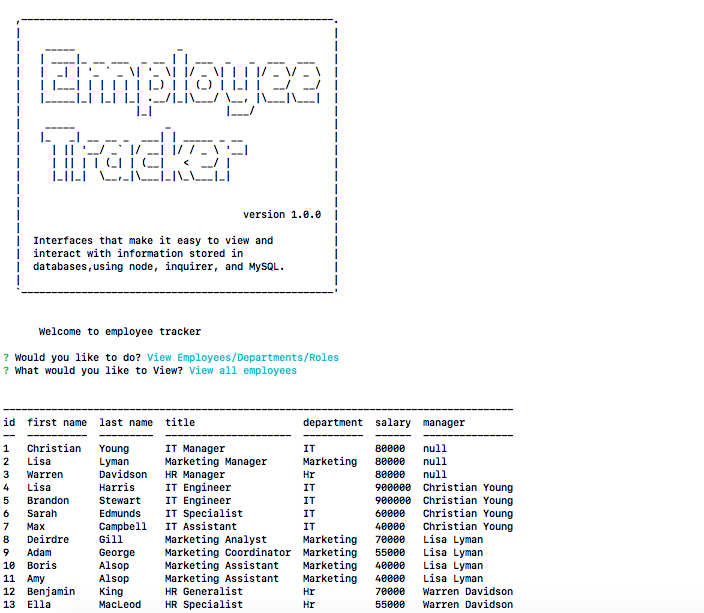 Employee
Tracker
version 1.0.0
Interfaces that make it easy to view and
interact with information stored in
databases,using node, inquirer, and MySQL.
Welcome to employee tracker
? Would you like to do? View Employees/Departments/Roles
? What would you like to View? View all employees
id first name last name title department salary manager
1 Christian Young IT Manager IT 80000 null
2 Lisa Lyman Marketing Manager Marketing 80000 null
3 Warren Davidson HR Manager Hr 80000 null
4 Lisa Harris IT Engineer IT 900000 Christian Young
5 Brandon Stewart IT Engineer IT 900000 Christian Young
6 Sarah Edmunds IT Specialist IT 60000 Christian Young
7 Max Campbell IT Assistant IT 40000 Christian Young
8 Deirdre Gill Marketing Analyst Marketing 70000 Lisa Lyman
9 Adam George Marketing Coordinator Marketing 55000 Lisa Lyman
10 Boris Alsop Marketing Assistant Marketing 40000 Lisa Lyman
11 Amy Alsop Marketing Assistant Marketing 40000 Lisa Lyman
12 Benjamin King HR Generalist Hr 70000 Warren Davidson
13 Ella MacLeod HR Specialist Hr 55000 Warren Davidson